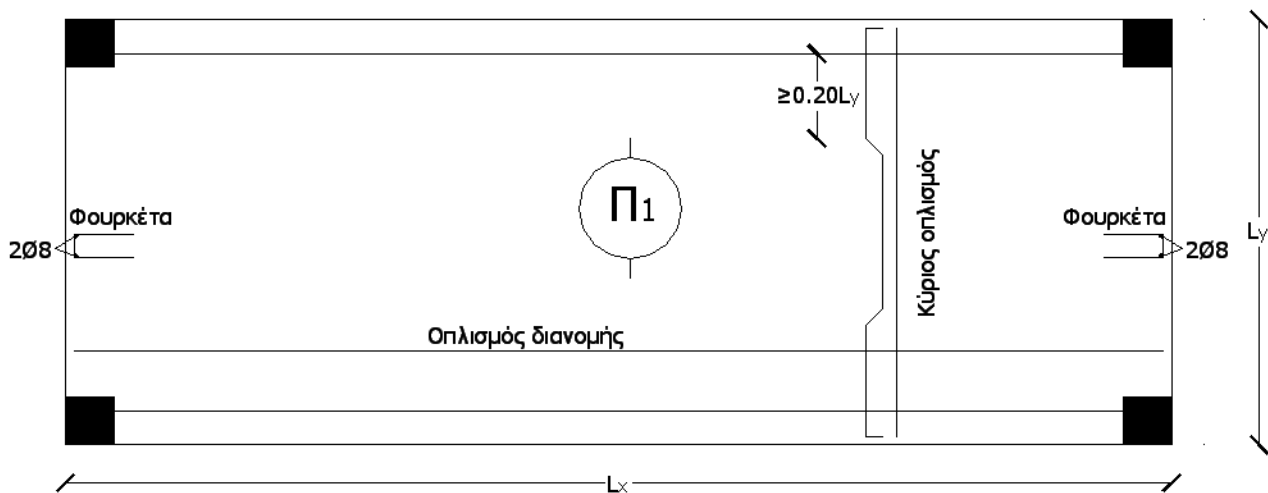 ≥0.20Ly
Κύριος οπλισμός
Π1
Φουρκέτα
Φουρκέτα
2Ø8
2Ø8
Ly
Οπλισμός διανομής
Lx